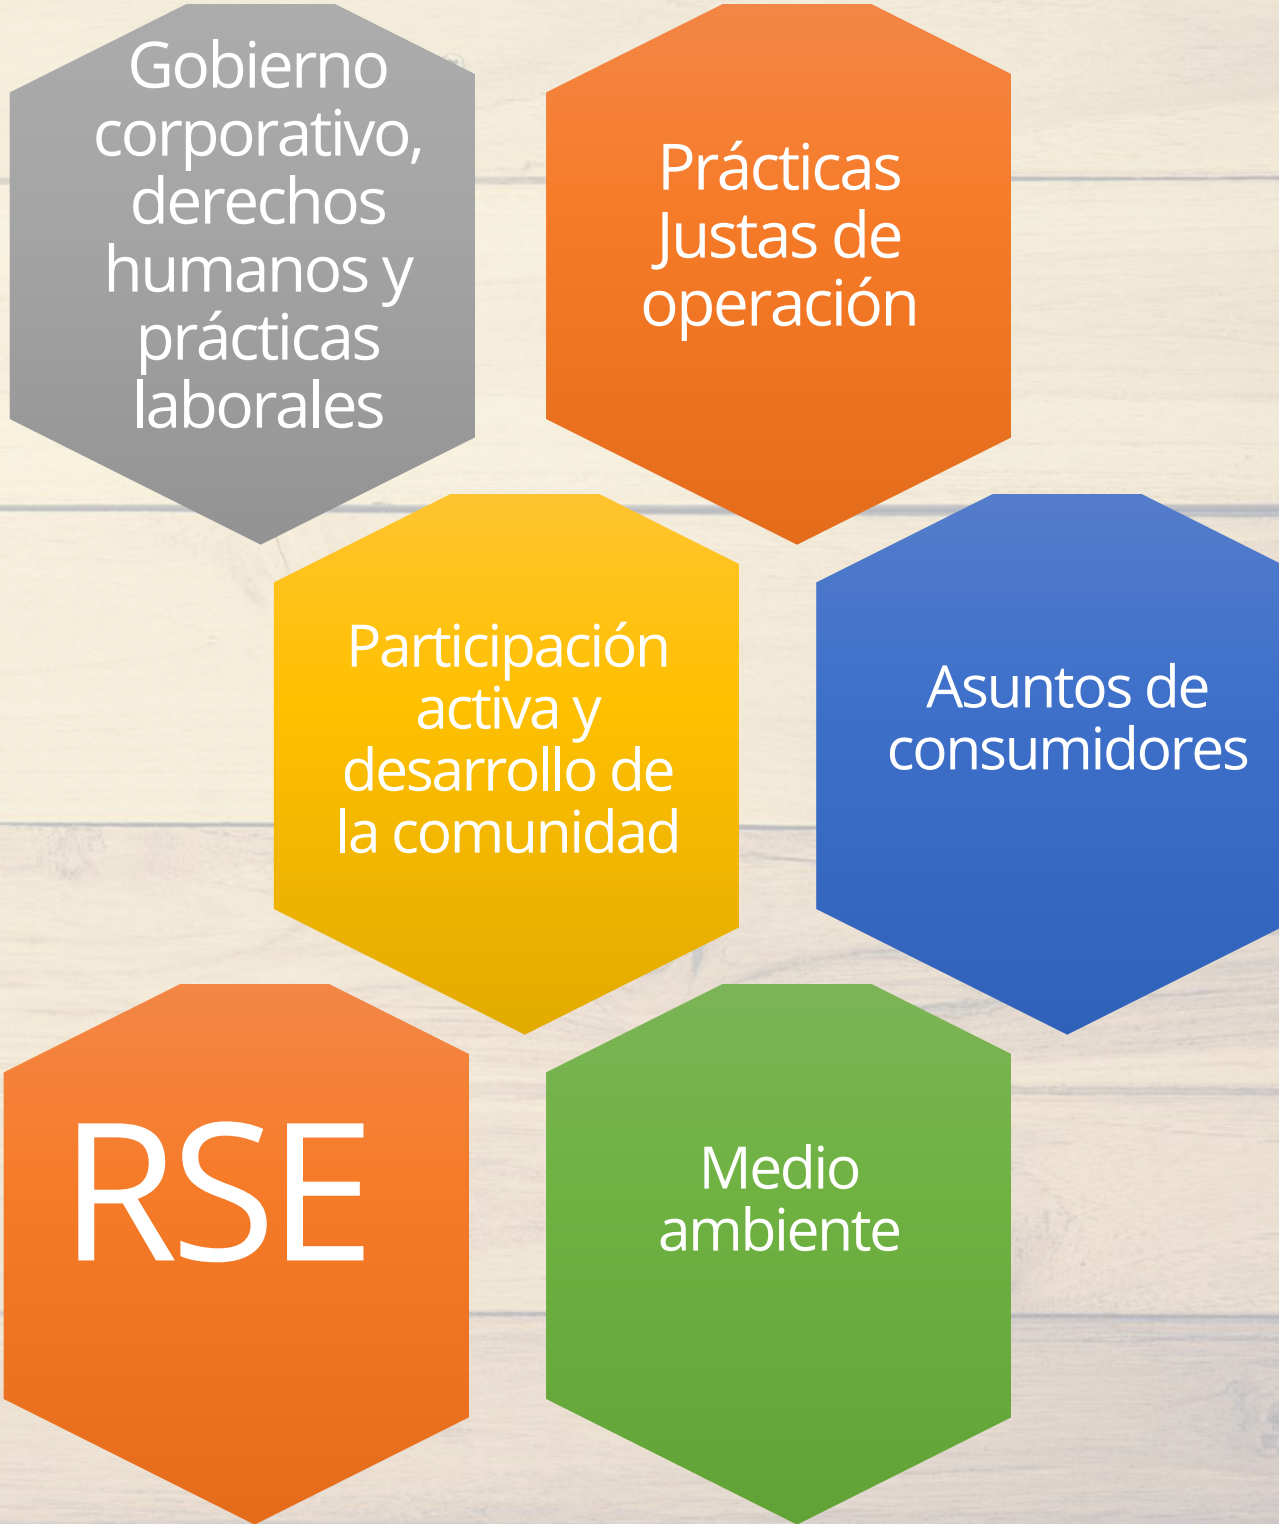 Gobierno
corporativo,
derechos
humanos y
prácticas
laborales
Prácticas
Justas de
operación
Participación
activa y
desarrollo de
la comunidad
Asuntos de
consumidores
RSE
Medio
ambiente